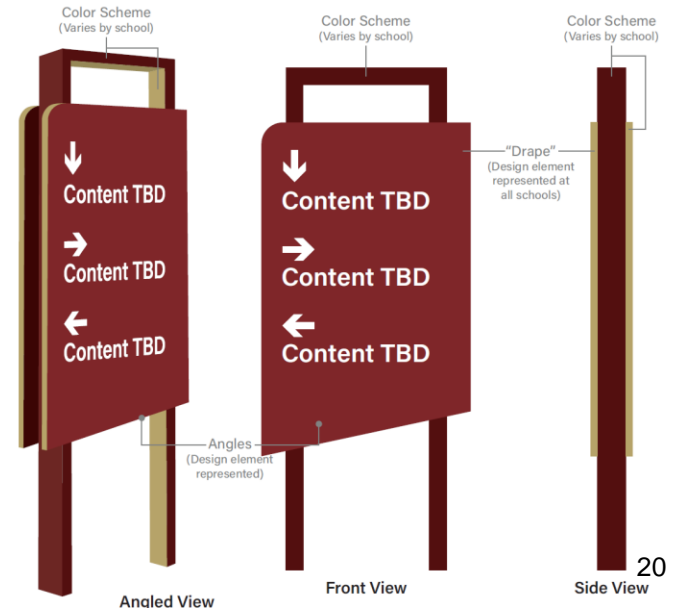 Color Scheme
(Varies by school)
Color Scheme
(Varies by school)
Color Scheme
(Varies by school)
↓
Content TBD
→
Content TBD
←
Content TBD
↓
Content TBD
→
Content TBD
←
Content TBD
“Drape”
(Design element
represented at
all schools)
Angles
(Design element
represented)
Angled View
Front View
Side View
20